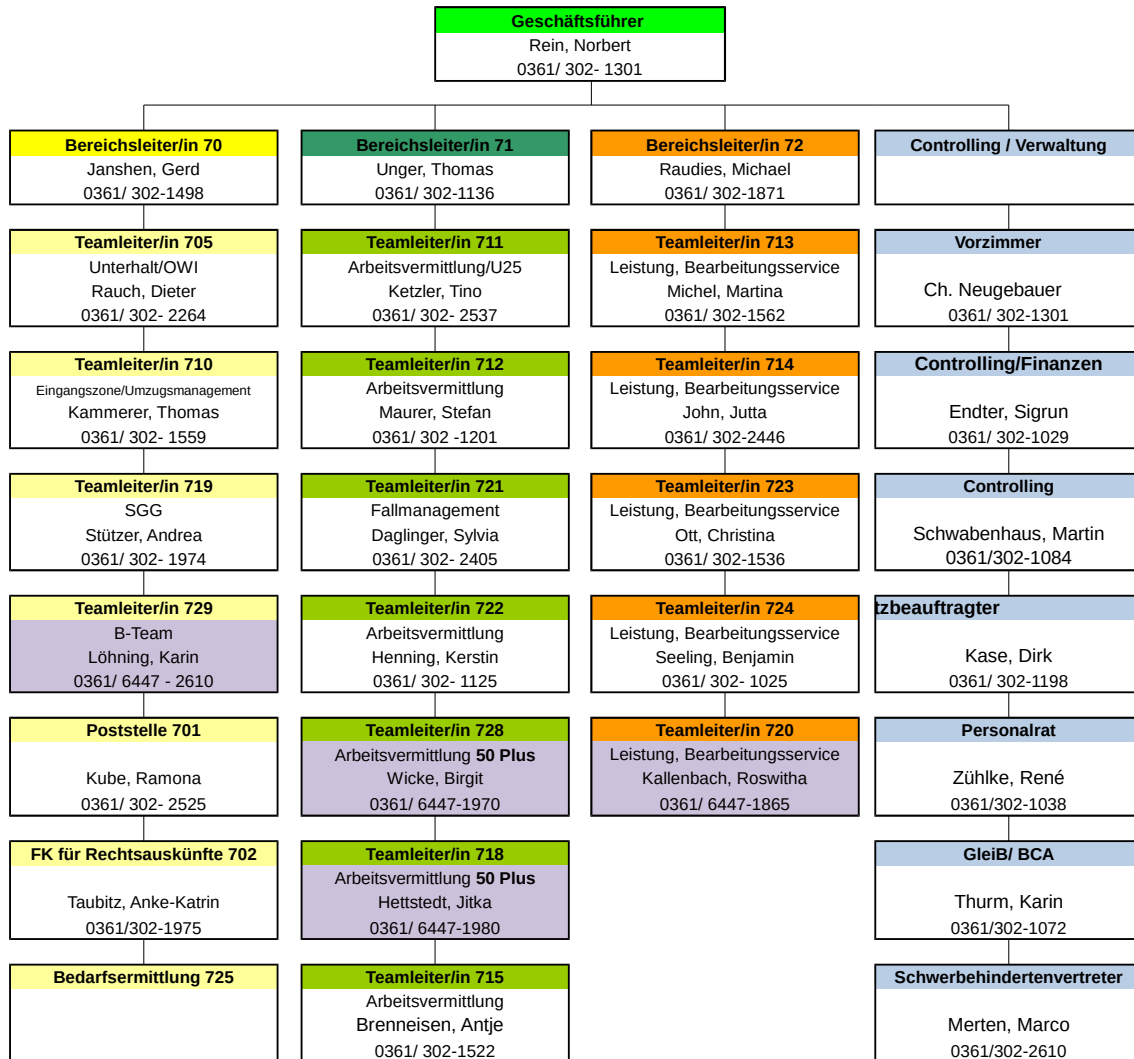 Geschäftsführer
Rein, Norbert
0361/ 302- 1301
Bereichsleiter/in 70
Janshen, Gerd
0361/ 302-1498
Bereichsleiter/in 71
Unger, Thomas
0361/ 302-1136
Bereichsleiter/in 72
Raudies, Michael
0361/ 302-1871
Controlling / Verwaltung
Teamleiter/in 705
Unterhalt/OWI
Rauch, Dieter
0361/ 302- 2264
Teamleiter/in 711
Arbeitsvermittlung/U25
Ketzler, Tino
0361/ 302- 2537
Teamleiter/in 713
Leistung, Bearbeitungsservice
Michel, Martina
0361/ 302-1562
Vorzimmer
Ch. Neugebauer
0361/ 302-1301
Teamleiter/in 710
Eingangszone/Umzugsmanagement
Kammerer, Thomas
0361/ 302- 1559
Teamleiter/in 712
Arbeitsvermittlung
Maurer, Stefan
0361/ 302 -1201
Teamleiter/in 714
Leistung, Bearbeitungsservice
John, Jutta
0361/ 302-2446
Controlling/Finanzen
Endter, Sigrun
0361/ 302-1029
Teamleiter/in 719
SGG
Stützer, Andrea
0361/ 302- 1974
Teamleiter/in 721
Fallmanagement
Daglinger, Sylvia
0361/ 302- 2405
Teamleiter/in 723
Leistung, Bearbeitungsservice
Ott, Christina
0361/ 302-1536
Controlling
Schwabenhaus, Martin
0361/302-1084
Teamleiter/in 729
B-Team
Löhning, Karin
0361/ 6447 - 2610
Teamleiter/in 722
Arbeitsvermittlung
Henning, Kerstin
0361/ 302- 1125
Teamleiter/in 724
Leistung, Bearbeitungsservice
Seeling, Benjamin
0361/ 302- 1025
tzbeauftragter
Kase, Dirk
0361/ 302-1198
Poststelle 701
Kube, Ramona
0361/ 302- 2525
Teamleiter/in 728
Arbeitsvermittlung 50 Plus
Wicke, Birgit
0361/ 6447-1970
Teamleiter/in 720
Leistung, Bearbeitungsservice
Kallenbach, Roswitha
0361/ 6447-1865
Personalrat
Zühlke, René
0361/302-1038
FK für Rechtsauskünfte 702
Taubitz, Anke-Katrin
0361/302-1975
Teamleiter/in 718
Arbeitsvermittlung 50 Plus
Hettstedt, Jitka
0361/ 6447-1980
GleiB/ BCA
Thurm, Karin
0361/302-1072
Bedarfsermittlung 725
Teamleiter/in 715
Arbeitsvermittlung
Brenneisen, Antje
0361/ 302-1522
Schwerbehindertenvertreter
Merten, Marco
0361/302-2610